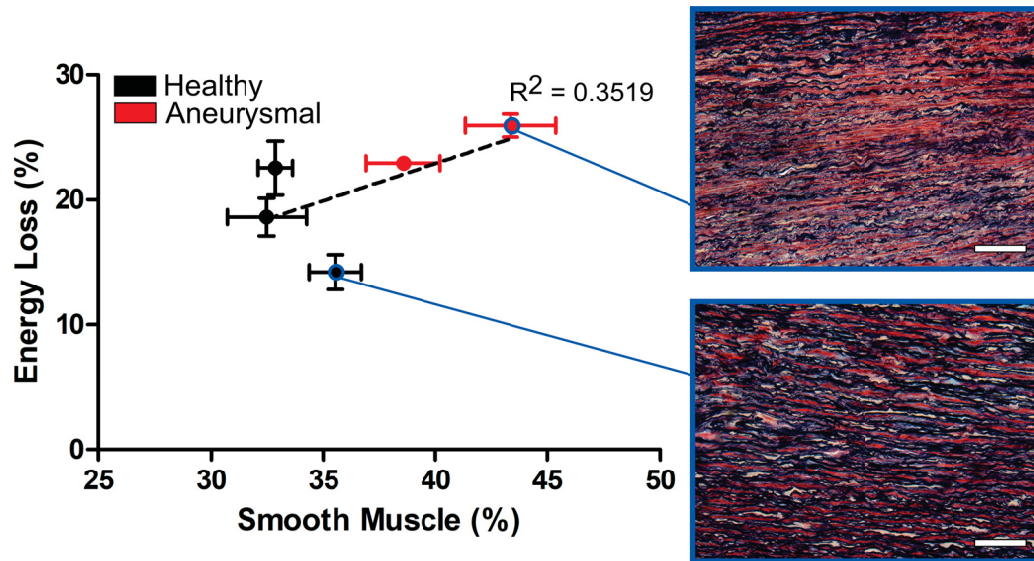 Healthy
Aneurysmal
R2 = 0.3519
30
20
10
0
Energy Loss (%)
25 30 35 40 45 50
Smooth Muscle (%)